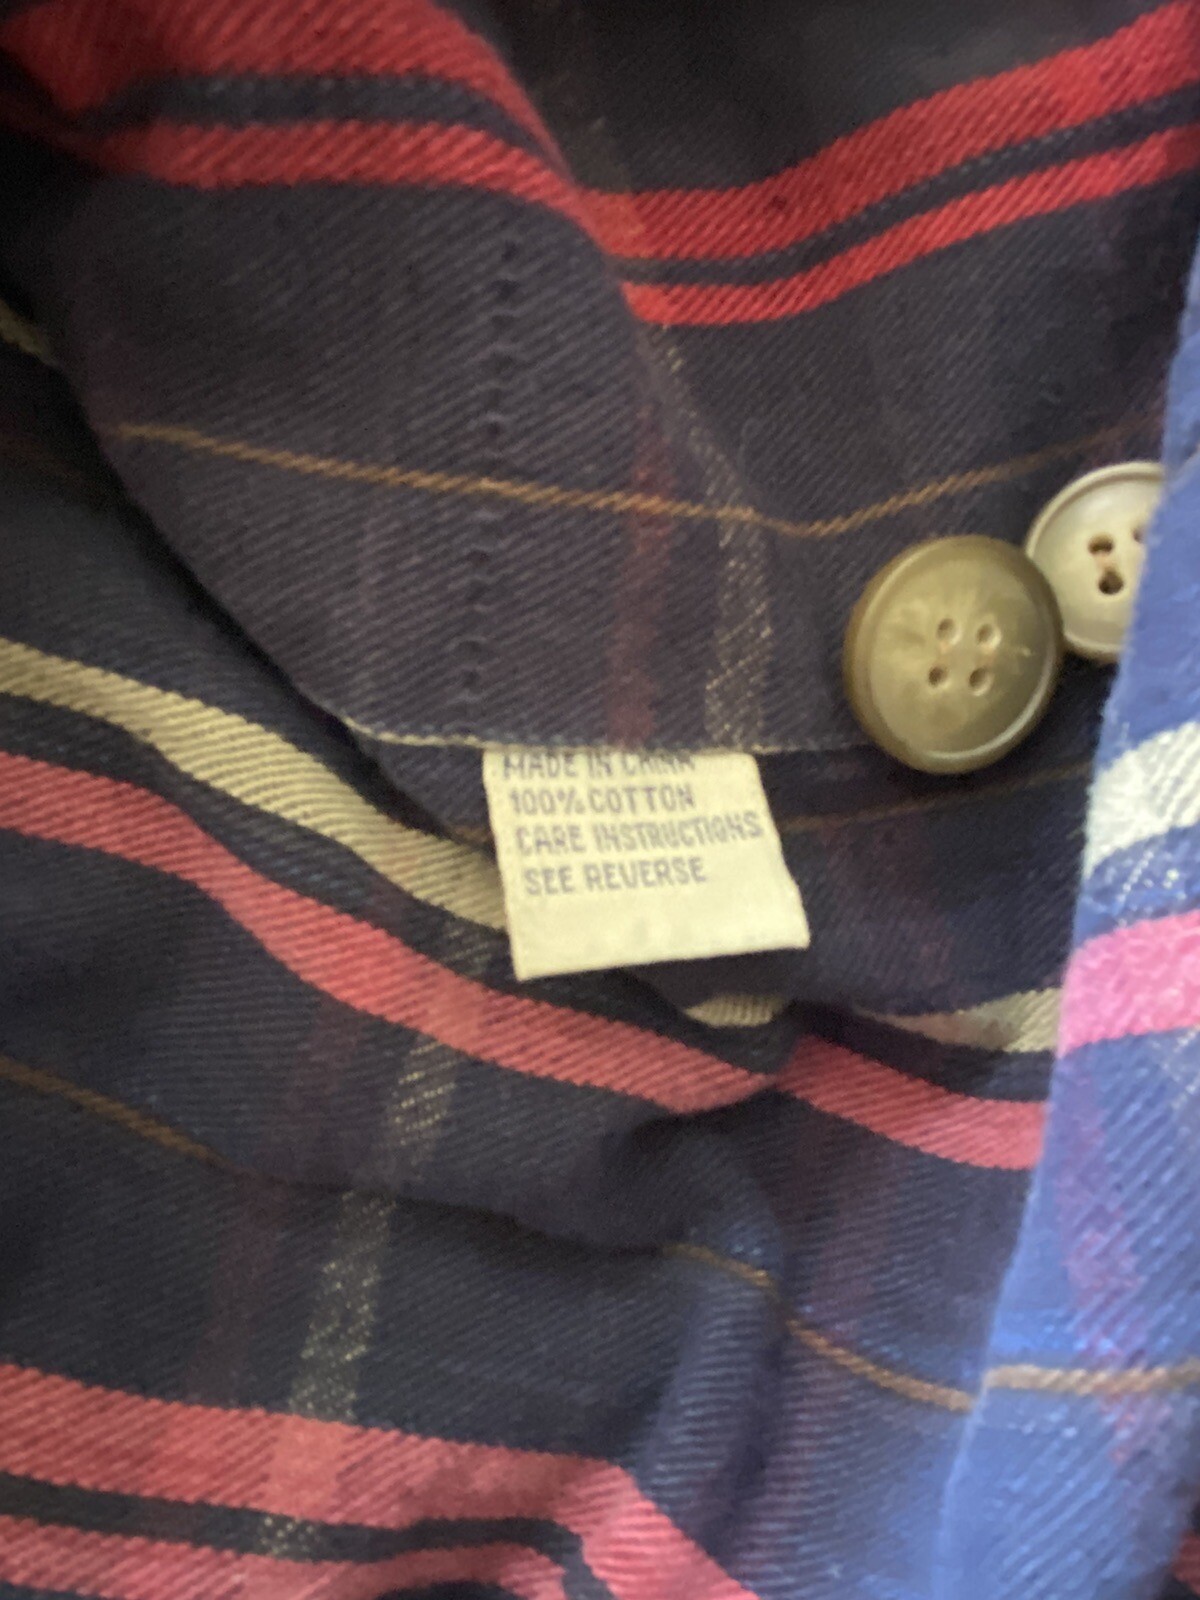 MADE IN CHINA
100% COTTON
CARE INSTRUCTIONS
SEE REVERSE